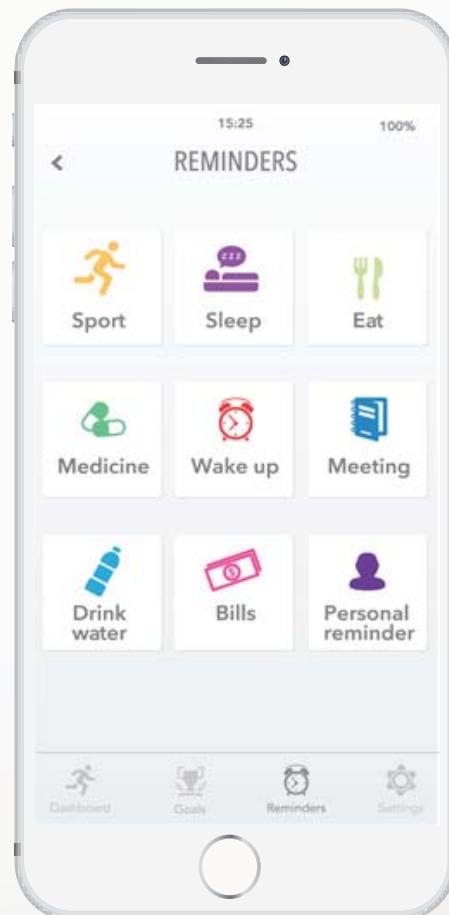 15:25 100%
< REMINDERS
Sport Sleep Eat
zzz
Medicine Wake up Meeting
Drink
water
Bills
Personal
reminder
Dashboard Goals Reminders Settings